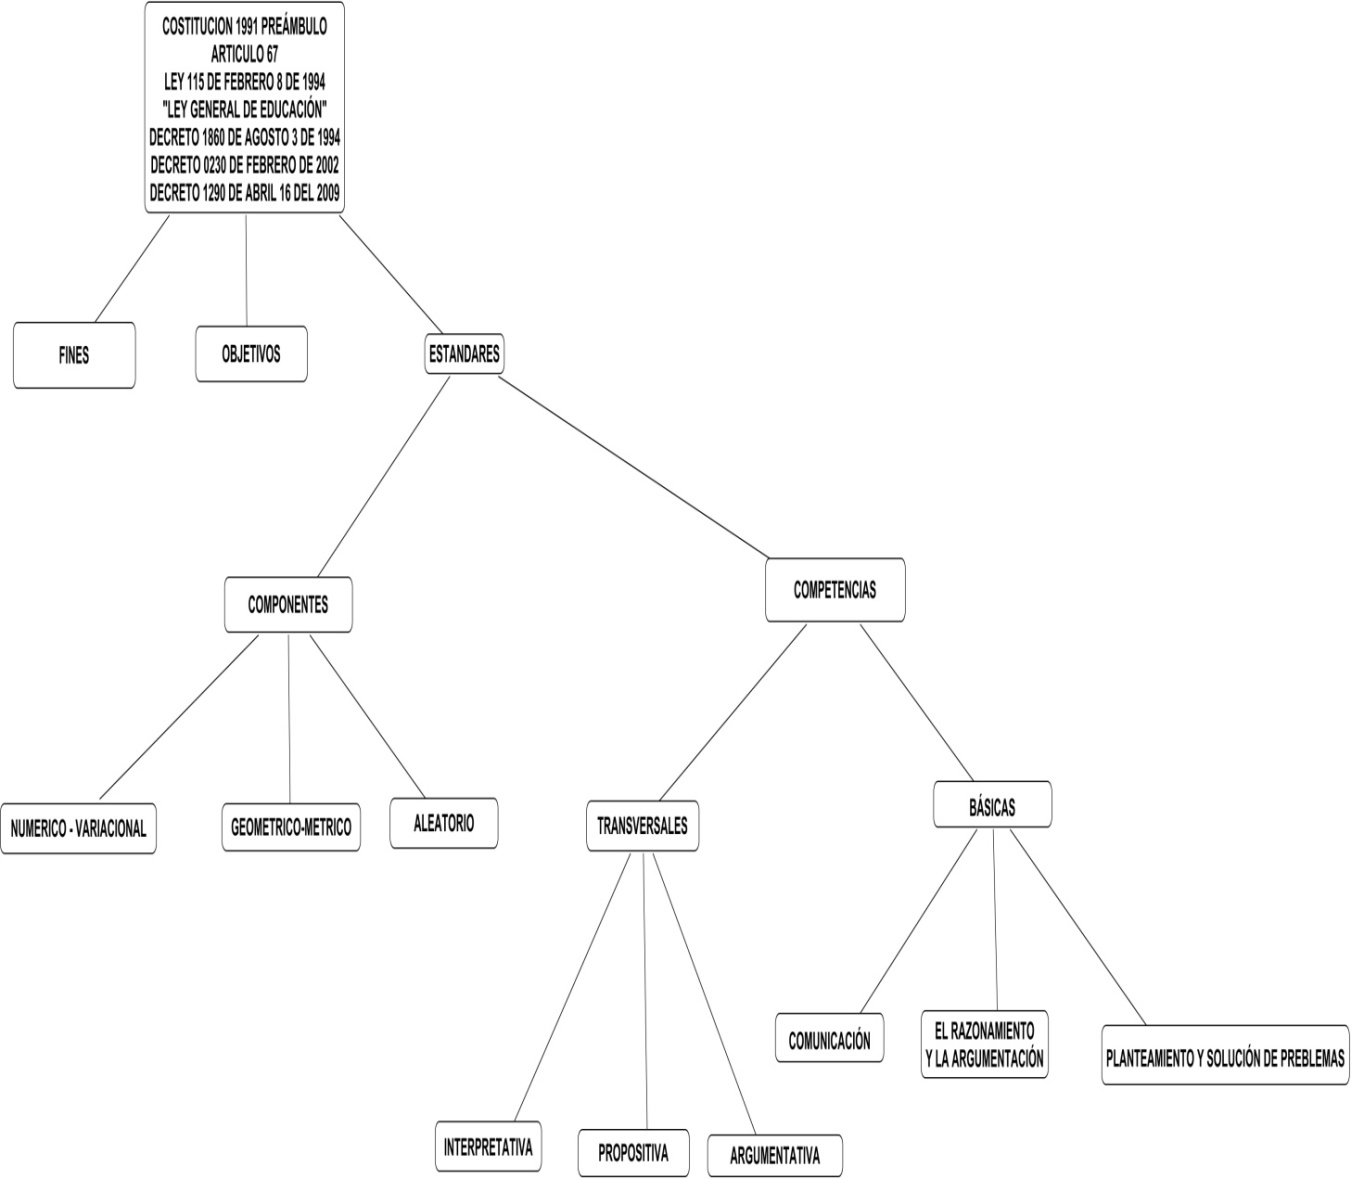 COSTITUCION 1991 PREÁMBULO
ARTICULO 67
LEY 115 DE FEBRERO 8 DE 1994
"LEY GENERAL DE EDUCACIÓN"
DECRETO 1860 DE AGOSTO 3 DE 1994
DECRETO 0230 DE FEBRERO DE 2002
DECRETO 1290 DE ABRIL 16 DEL 2009
FINES
OBJETIVOS
ESTANDARES
COMPONENTES
COMPETENCIAS
NUMERICO - VARIACIONAL
GEOMETRICO-METRICO
ALEATORIO
TRANSVERSALES
BÁSICAS
COMUNICACIÓN
EL RAZONAMIENTO
Y LA ARGUMENTACIÓN
PLANTEAMIENTO Y SOLUCIÓN DE PREBLEMAS
INTERPRETATIVA
PROPOSITIVA
ARGUMENTATIVA